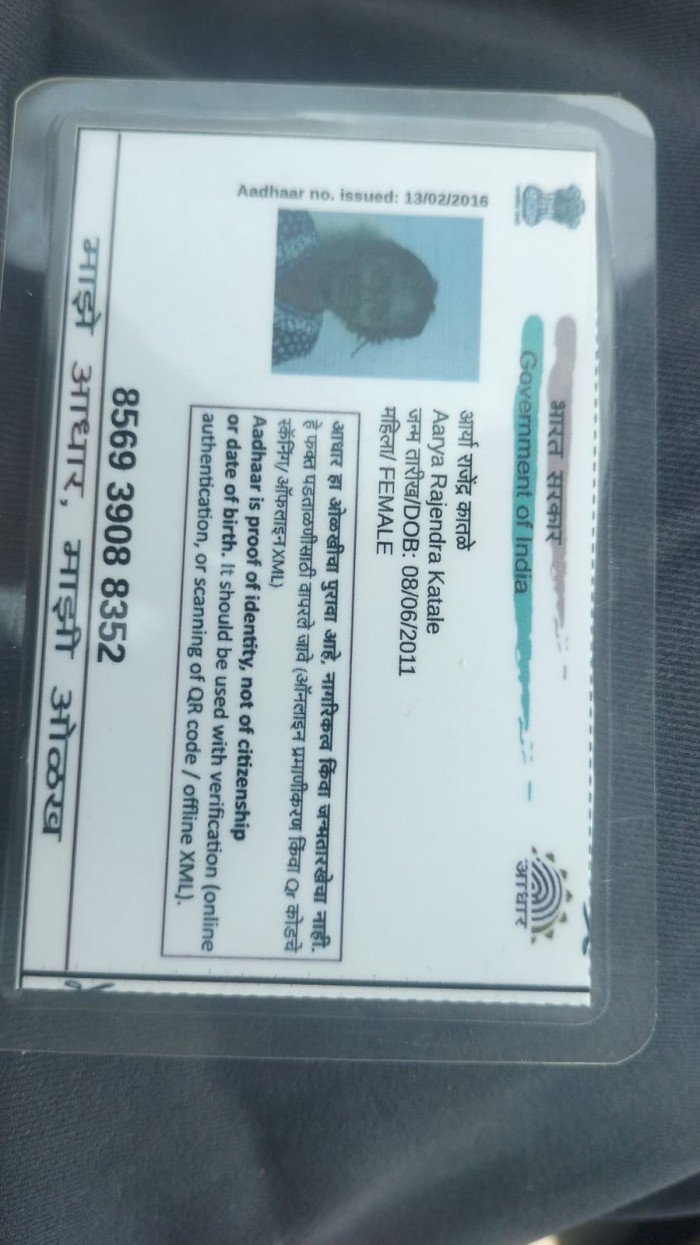 भारत सरकार
Government of India
Aadhaar no. issued: 13/02/2016
आर्या राजेंद्र कातळे
Aarya Rajendra Katale
जन्म तारीख/DOB: 08/06/2011
महिला/ FEMALE
आधार हा ओळखीचा पुरावा आहे, नागरिकत्व किंवा जन्मतारखेचा नाही.
हे फक्त पडताळणीसाठी वापरले जावे (ऑनलाइन प्रमाणीकरण किंवा Qr कोडचे
स्कॅनिंग/ ऑफलाइन XML)
Aadhaar is proof of identity, not of citizenship
or date of birth. It should be used with verification (online
authentication, or scanning of QR code / offline XML).
आधार
8569 3908 8352
माझे आधार, माझी ओळख